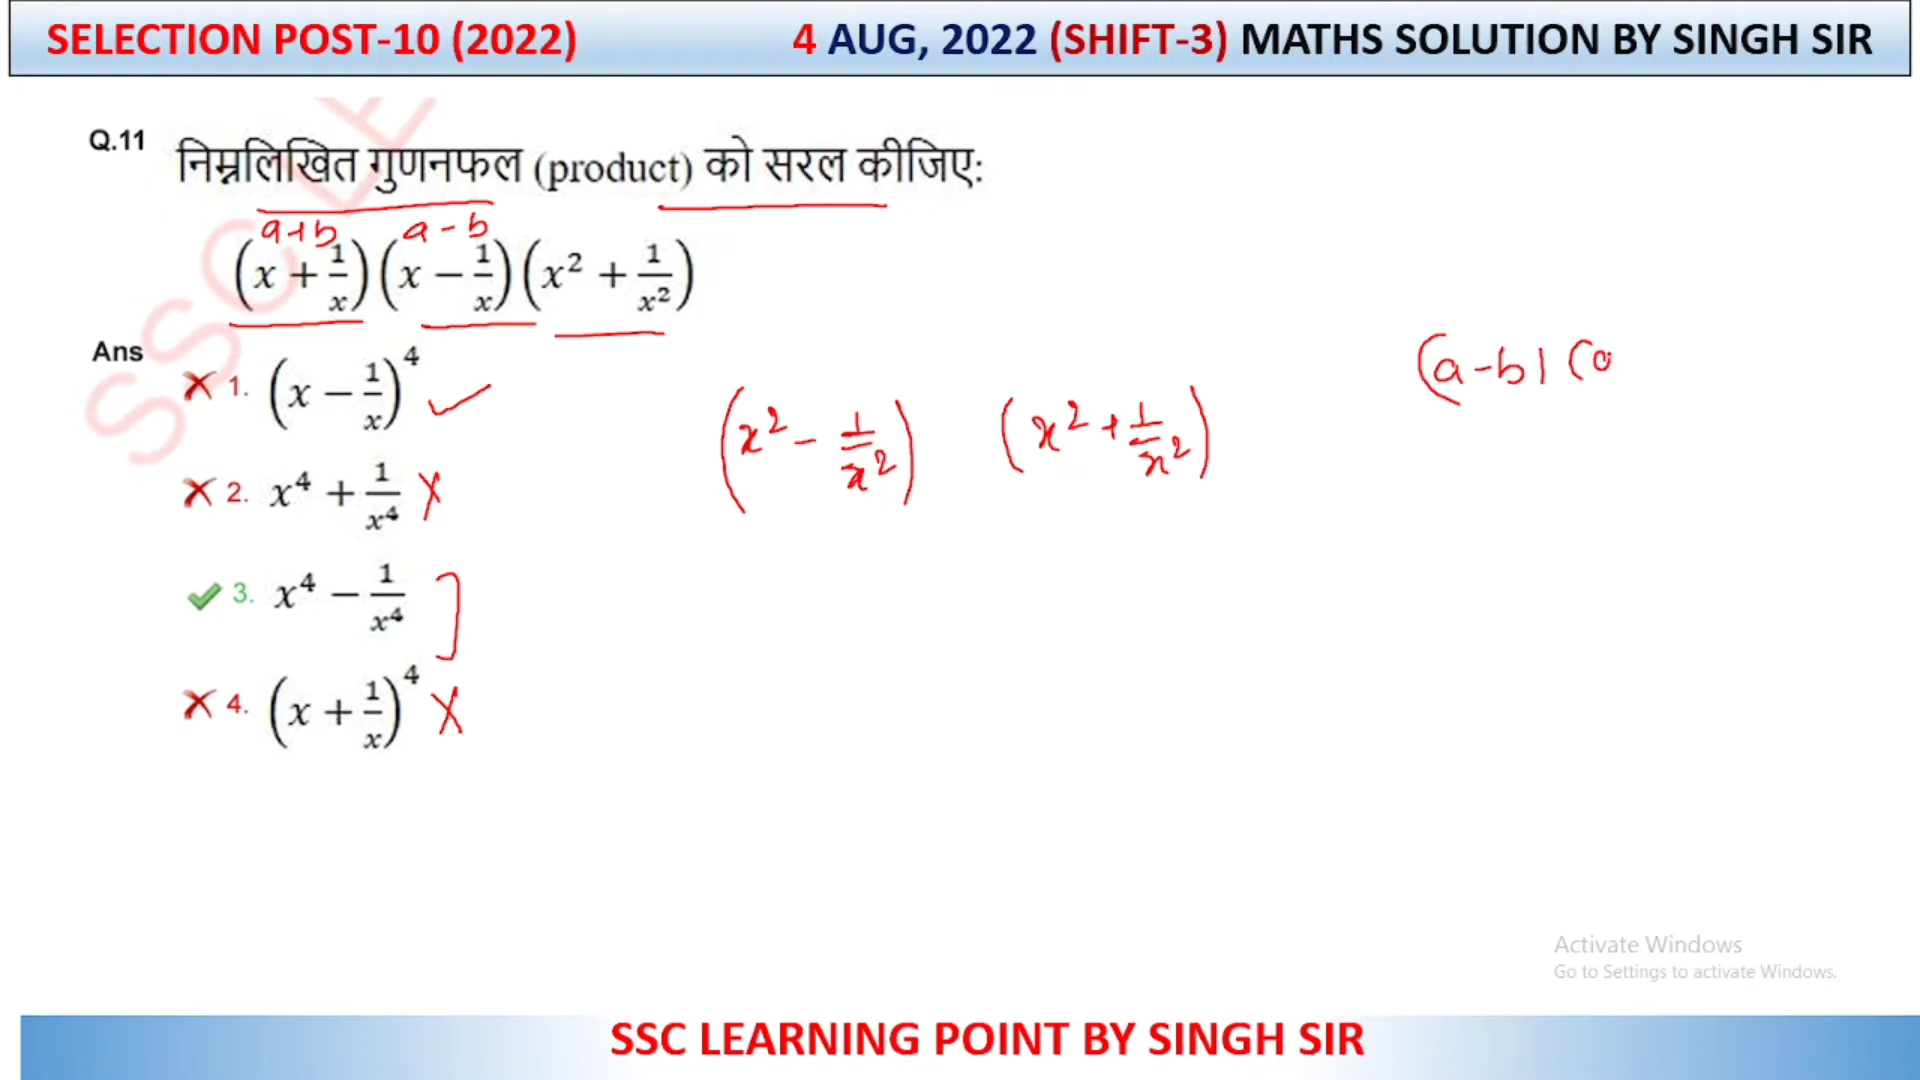 SELECTION POST-10 (2022) 4 AUG, 2022 (SHIFT-3) MATHS SOLUTION BY SINGH SIR
Q.11 निम्नलिखित गुणनफल (product) को सरल कीजिए:
a+b a-b
(x + 1/x)(x − 1/x)(x² + 1/x²)
Ans
1. (x − 1/x)⁴
2. x⁴ + 1/x⁴
3. x⁴ − 1/x⁴
4. (x + 1/x)⁴
(x² - 1/x²) (x² + 1/x²)
(a-b) (
SSC
Activate Windows
Go to Settings to activate Windows.
SSC LEARNING POINT BY SINGH SIR